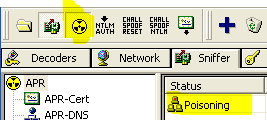 NTLM AUTH
CHALL SPOOF RESET
CHALL SPOOF NTLM
Decoders
Network
Sniffer
APR
APR-Cert
APR-DNS
Status
Poisoning